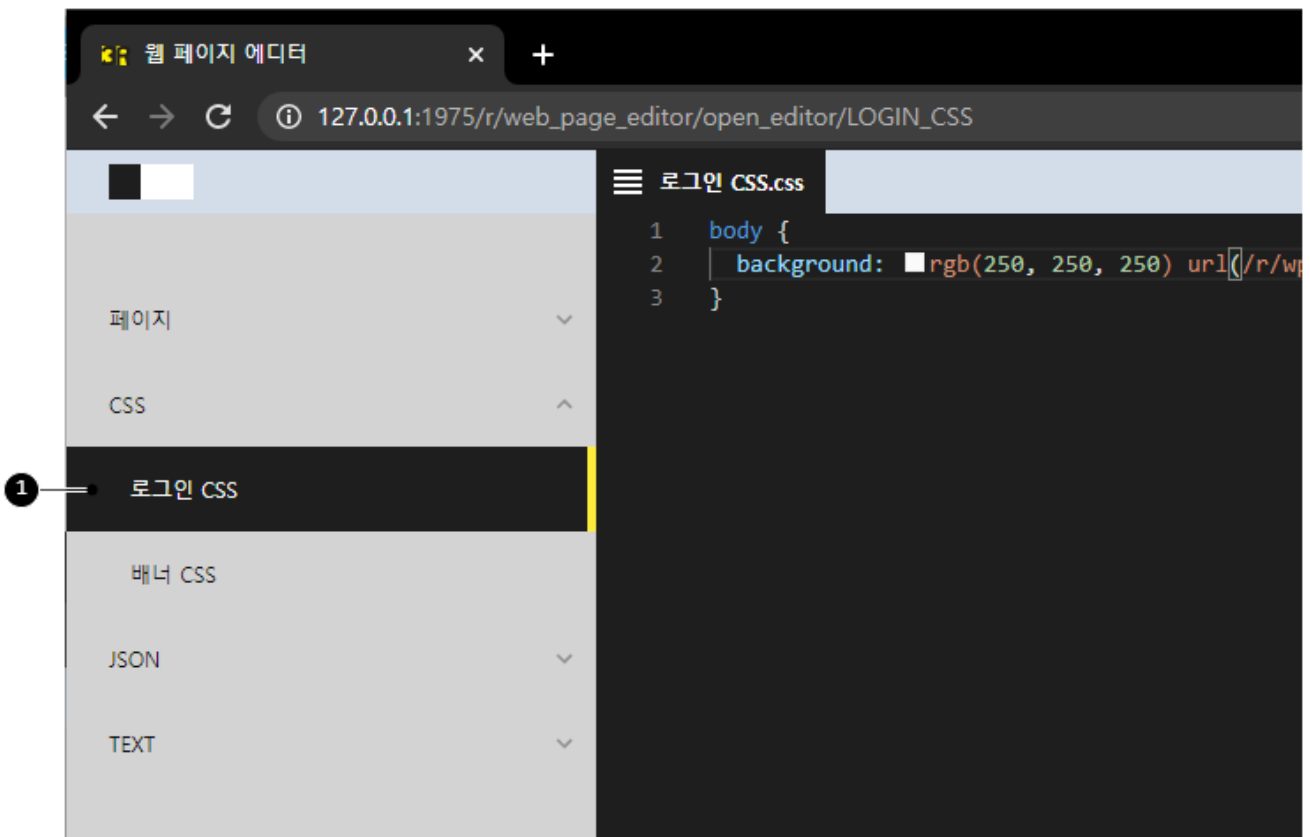 웹 페이지 에디터
127.0.0.1:1975/r/web_page_editor/open_editor/LOGIN_CSS
로그인 CSS.css
1 body {
2 background: rgb(250, 250, 250) url(/r/wp
3 }
페이지
CSS
1
로그인 CSS
배너 CSS
JSON
TEXT